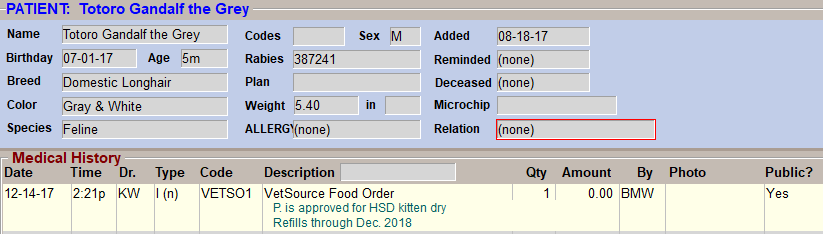 PATIENT: Totoro Gandalf the Grey
Name Totoro Gandalf the Grey Codes Sex M Added 08-18-17
Birthday 07-01-17 Age 5m Rabies 387241 Reminded (none)
Breed Domestic Longhair Plan Deceased (none)
Color Gray & White Weight 5.40 in Microchip
Species Feline ALLERGY (none) Relation (none)
Medical History
Date Time Dr. Type Code Description Qty Amount By Photo Public?
12-14-17 2:21p KW I (n) VETSO1 VetSource Food Order 1 0.00 BMW Yes
P. is approved for HSD kitten dry
Refills through Dec. 2018